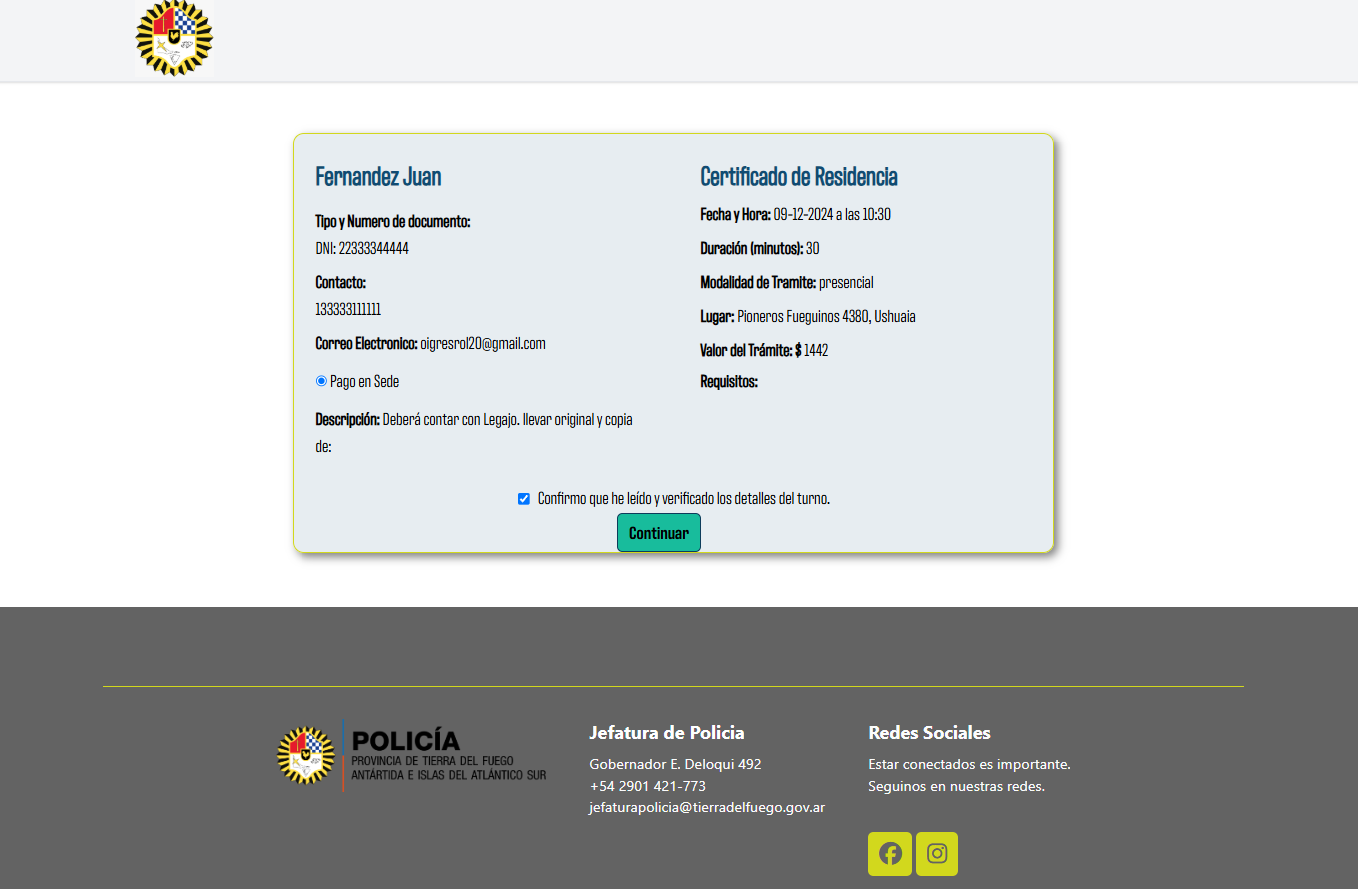 Fernandez Juan
Tipo y Numero de documento:
DNI: 22333344444
Contacto:
133333111111
Correo Electronico: oigresrol20@gmail.com
Pago en Sede
Descripción: Deberá contar con Legajo. llevar original y copia
de:
Certificado de Residencia
Fecha y Hora: 09-12-2024 a las 10:30
Duración (minutos): 30
Modalidad de Tramite: presencial
Lugar: Pioneros Fueguinos 4380, Ushuaia
Valor del Trámite: $ 1442
Requisitos:
Confirmo que he leído y verificado los detalles del turno.
Continuar
POLICÍA
PROVINCIA DE TIERRA DEL FUEGO
ANTÁRTIDA E ISLAS DEL ATLÁNTICO SUR
Jefatura de Policia
Gobernador E. Deloqui 492
+54 2901 421-773
jefaturapolicia@tierradelfuego.gov.ar
Redes Sociales
Estar conectados es importante.
Seguinos en nuestras redes.